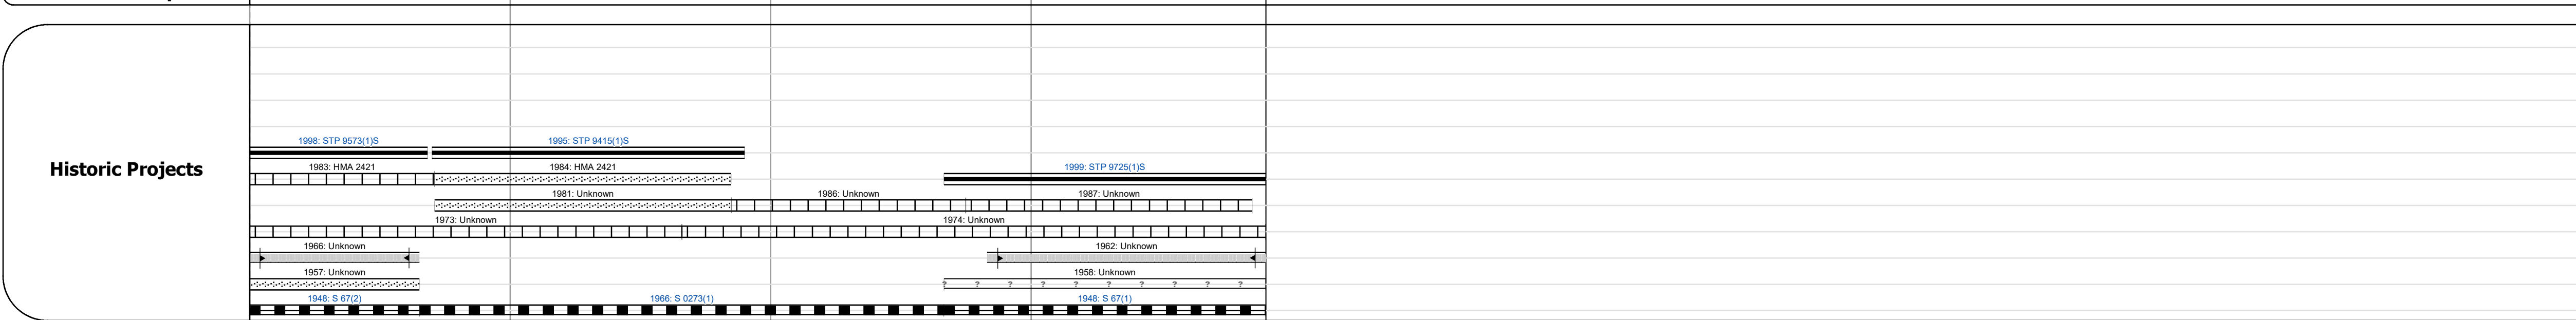 1998: STP 9573(1)S
1995: STP 9415(1)S
1983: HMA 2421
1984: HMA 2421
1999: STP 9725(1)S
Historic Projects
1981: Unknown
1986: Unknown
1987: Unknown
1973: Unknown
1974: Unknown
1966: Unknown
1962: Unknown
1957: Unknown
1958: Unknown
? ? ? ? ? ? ? ? ? ?
1948: S 67(2)
1966: S 0273(1)
1948: S 67(1)